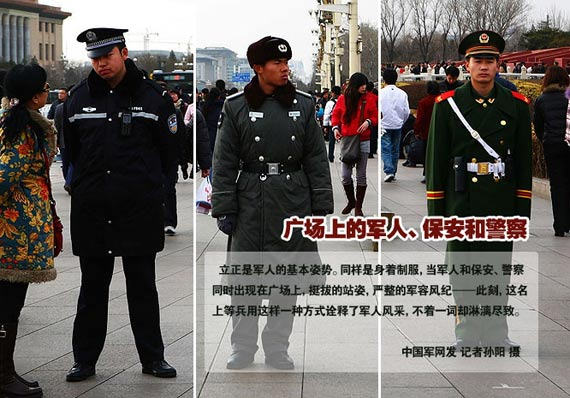 广场上的军人、保安和警察
立正是军人的基本姿势。同样是身着制服，当军人和保安、警察
同时出现在广场上，挺拔的站姿，严整的军容风纪——此刻，这名
上等兵用这样一种方式诠释了军人风采，不着一词却淋漓尽致。
中国军网发 记者孙阳 摄